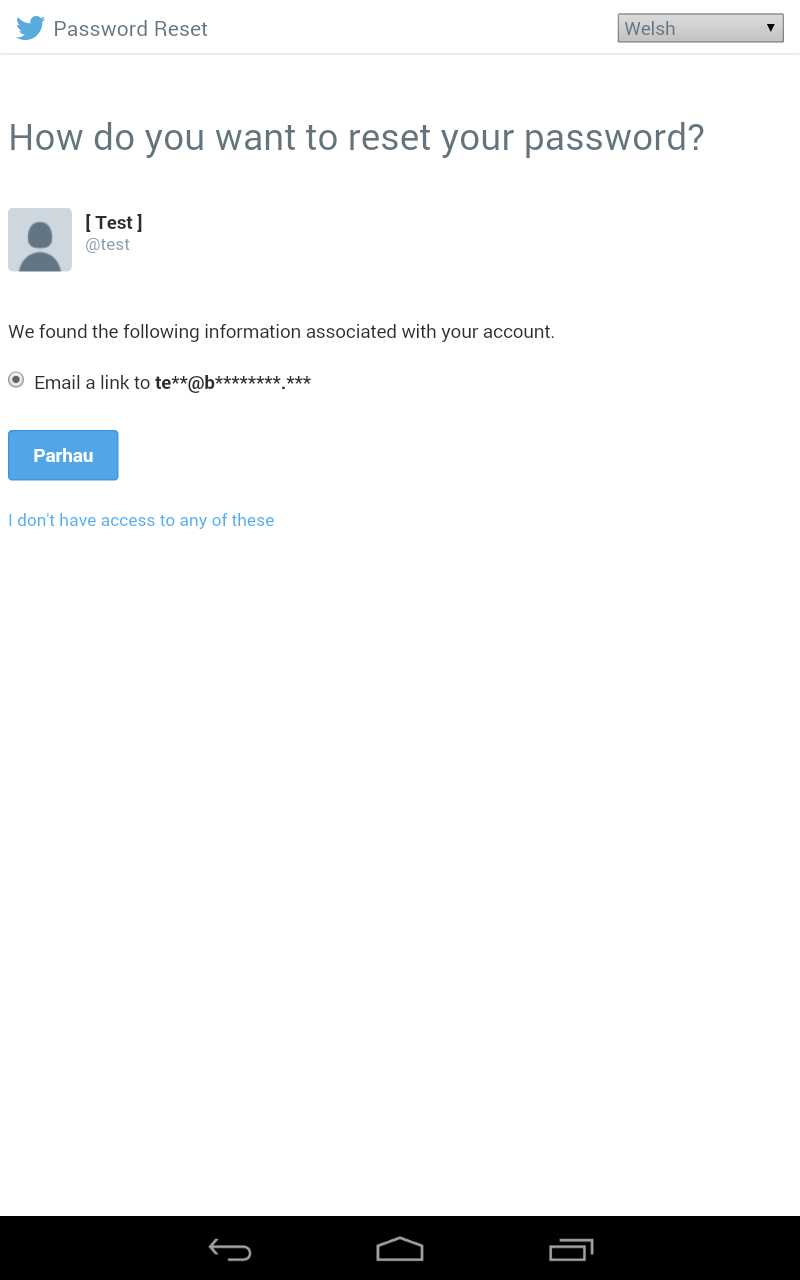 Password Reset
Welsh
How do you want to reset your password?
[ Test ]
@test
We found the following information associated with your account.
Email a link to te**@b********.***
Parhau
I don't have access to any of these